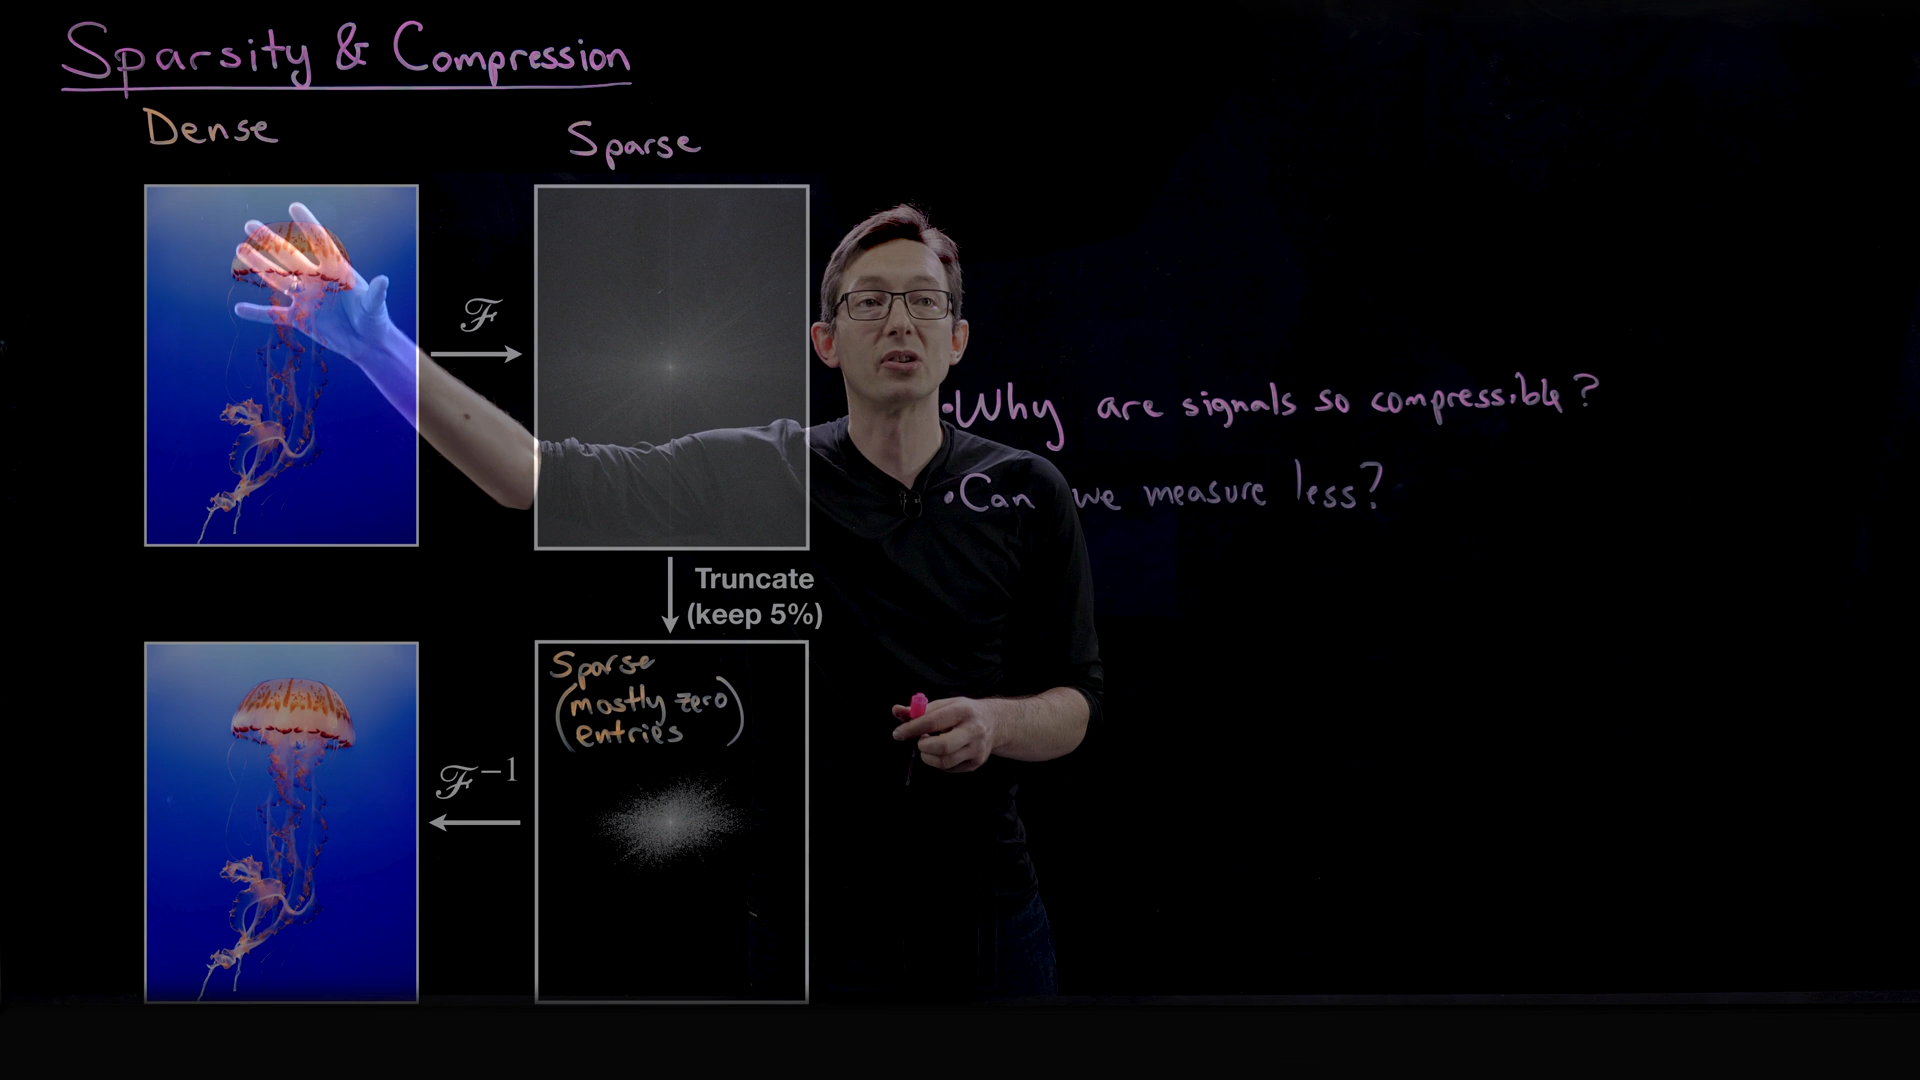 Sparsity & Compression
Dense
Sparse
ℱ
Truncate
(keep 5%)
•Why are signals so compressible?
•Can we measure less?
Sparse
(mostly zero
entries)
ℱ⁻¹